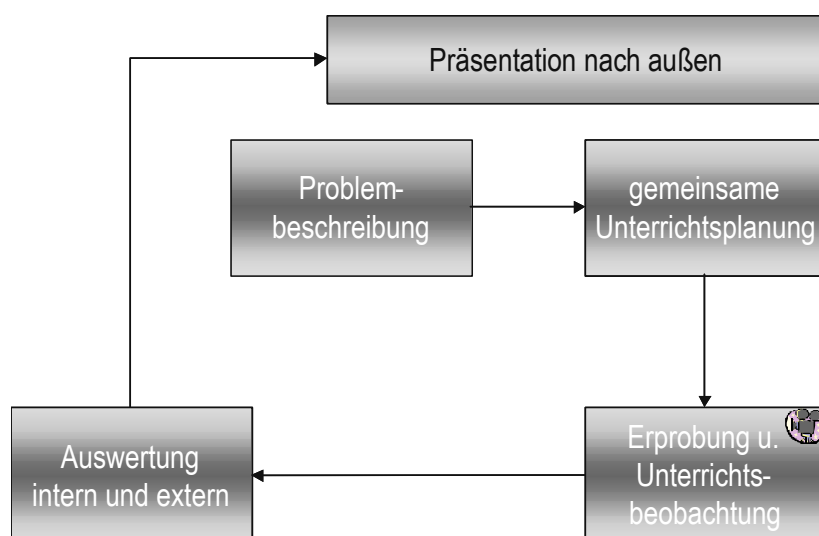 Präsentation nach außen
Problem-
beschreibung
gemeinsame
Unterrichtsplanung
Erprobung u.
Unterrichts-
beobachtung
Auswertung
intern und extern